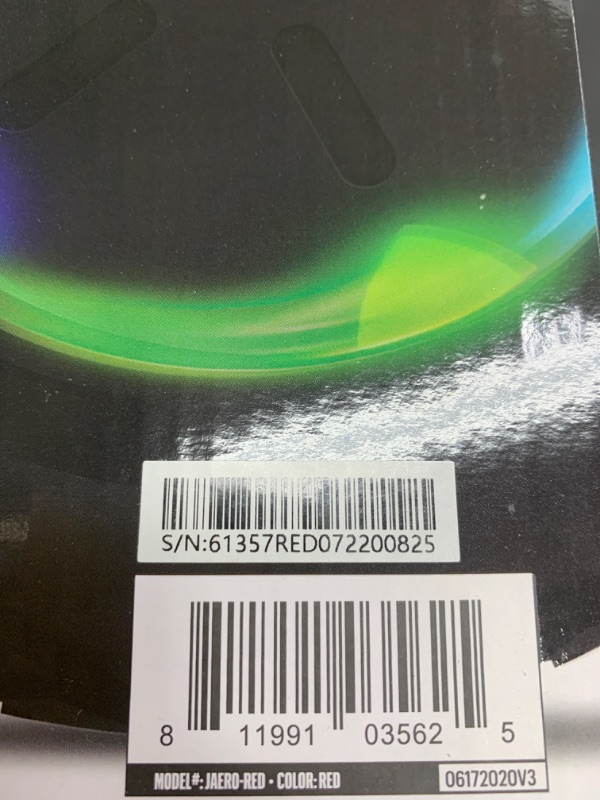 S/N:61357RED072200825
8 11991 03562 5
MODEL#: JAERO-RED • COLOR: RED
06172020V3